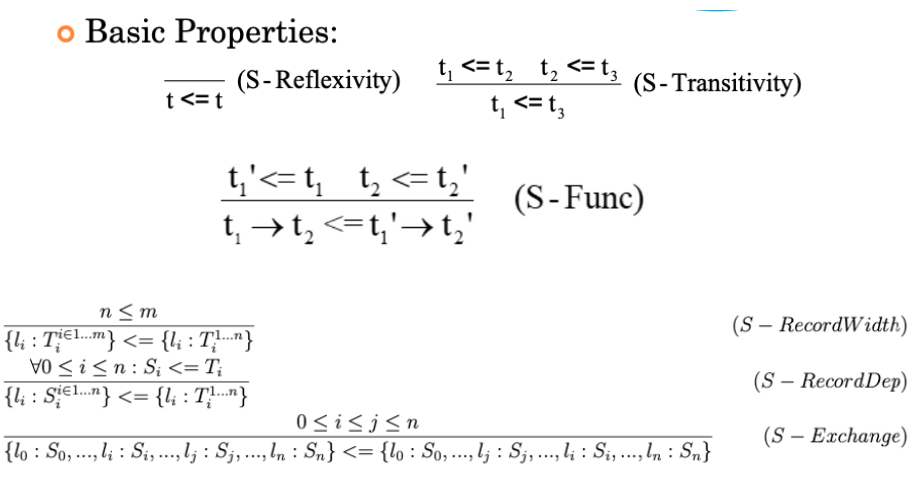 Basic Properties:
t <= t (S-Reflexivity) t₁ <= t₂ t₂ <= t₃ / t₁ <= t₃ (S-Transitivity)
t₁' <= t₁ t₂ <= t₂'
t₁ → t₂ <= t₁' → t₂' (S-Func)
n ≤ m
{lᵢ : Tᵢ^{i∈1...m}} <= {lᵢ : Tᵢ^{1...n}} (S − RecordWidth)
∀0 ≤ i ≤ n : Sᵢ <= Tᵢ
{lᵢ : Sᵢ^{i∈1...n}} <= {lᵢ : Tᵢ^{1...n}} (S − RecordDep)
0 ≤ i ≤ j ≤ n
{l₀ : S₀, ..., lᵢ : Sᵢ, ..., lⱼ : Sⱼ, ..., lₙ : Sₙ} <= {l₀ : S₀, ..., lⱼ : Sⱼ, ..., lᵢ : Sᵢ, ..., lₙ : Sₙ} (S − Exchange)